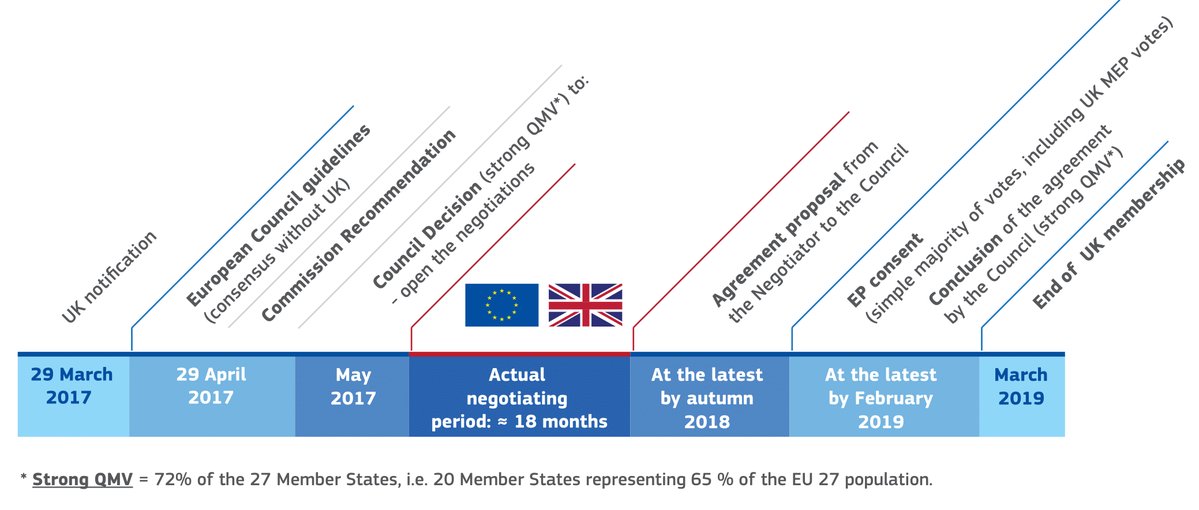 UK notification
European Council guidelines
(consensus without UK)
Commission Recommendation
Council Decision (strong QMV*) to:
- open the negotiations
Agreement proposal from
the Negotiator to the Council
EP consent
(simple majority of votes, including UK MEP votes)
Conclusion of the agreement
by the Council (strong QMV*)
End of UK membership
29 March
2017
29 April
2017
May
2017
Actual
negotiating
period: ≈ 18 months
At the latest
by autumn
2018
At the latest
by February
2019
March
2019
* Strong QMV = 72% of the 27 Member States, i.e. 20 Member States representing 65 % of the EU 27 population.